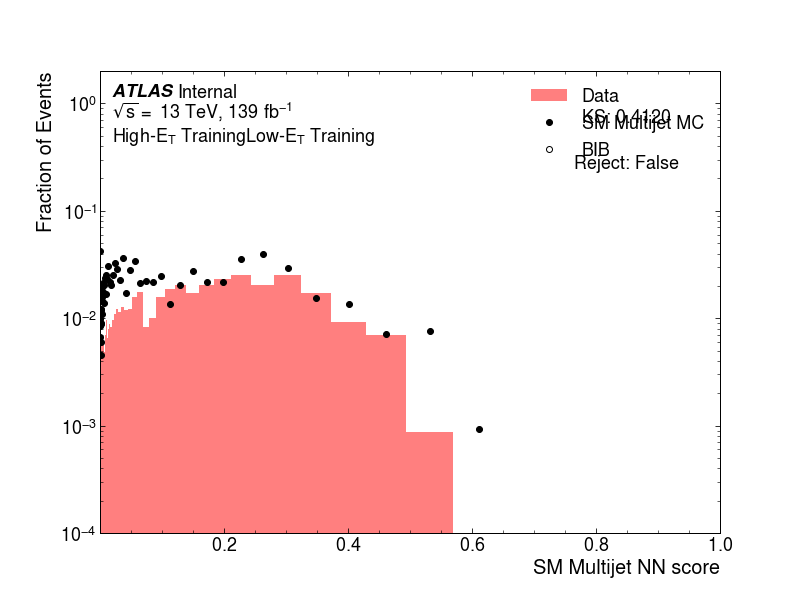 ATLAS Internal
√s = 13 TeV, 139 fb⁻¹
High-E_T TrainingLow-E_T Training
Data
KS: 0.4120
SM Multijet MC
BIB
Reject: False
Fraction of Events
10⁰
10⁻¹
10⁻²
10⁻³
10⁻⁴
0.2 0.4 0.6 0.8 1.0
SM Multijet NN score